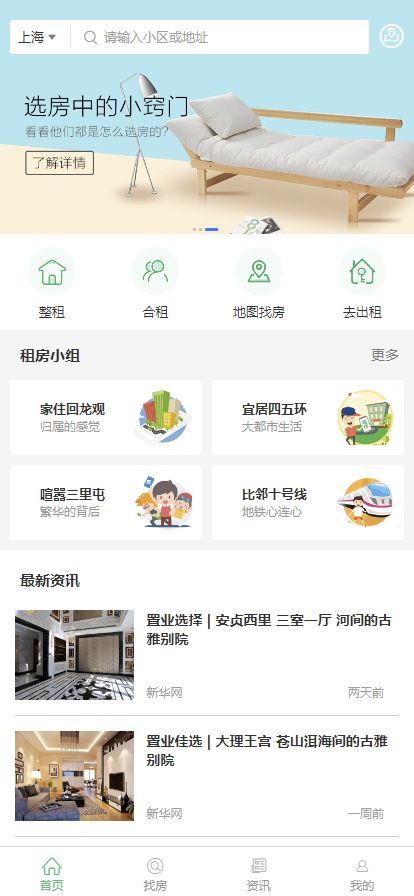 上海
请输入小区或地址
选房中的小窍门
看看他们都是怎么选房的?
了解详情
整租
合租
地图找房
去出租
租房小组
更多
家住回龙观
归属的感觉
宜居四五环
大都市生活
喧嚣三里屯
繁华的背后
比邻十号线
地铁心连心
最新资讯
置业选择 | 安贞西里 三室一厅 河间的古
雅别院
新华网
两天前
置业佳选 | 大理王宫 苍山洱海间的古雅
别院
新华网
一周前
首页
找房
资讯
我的